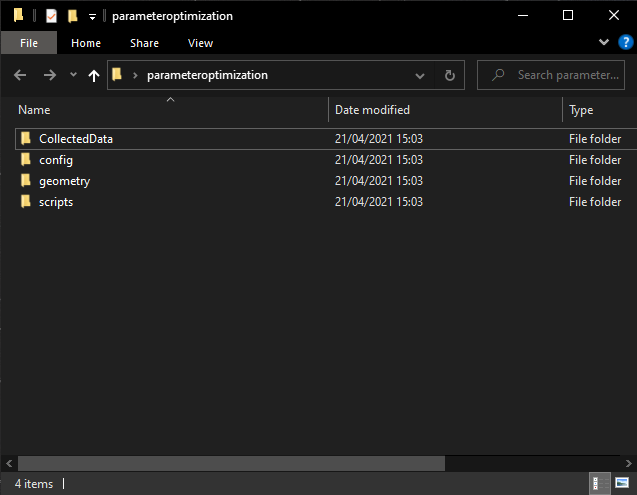 parameteroptimization
File Home Share View
parameteroptimization Search parameter...
Name Date modified Type
CollectedData 21/04/2021 15:03 File folder
config 21/04/2021 15:03 File folder
geometry 21/04/2021 15:03 File folder
scripts 21/04/2021 15:03 File folder
4 items